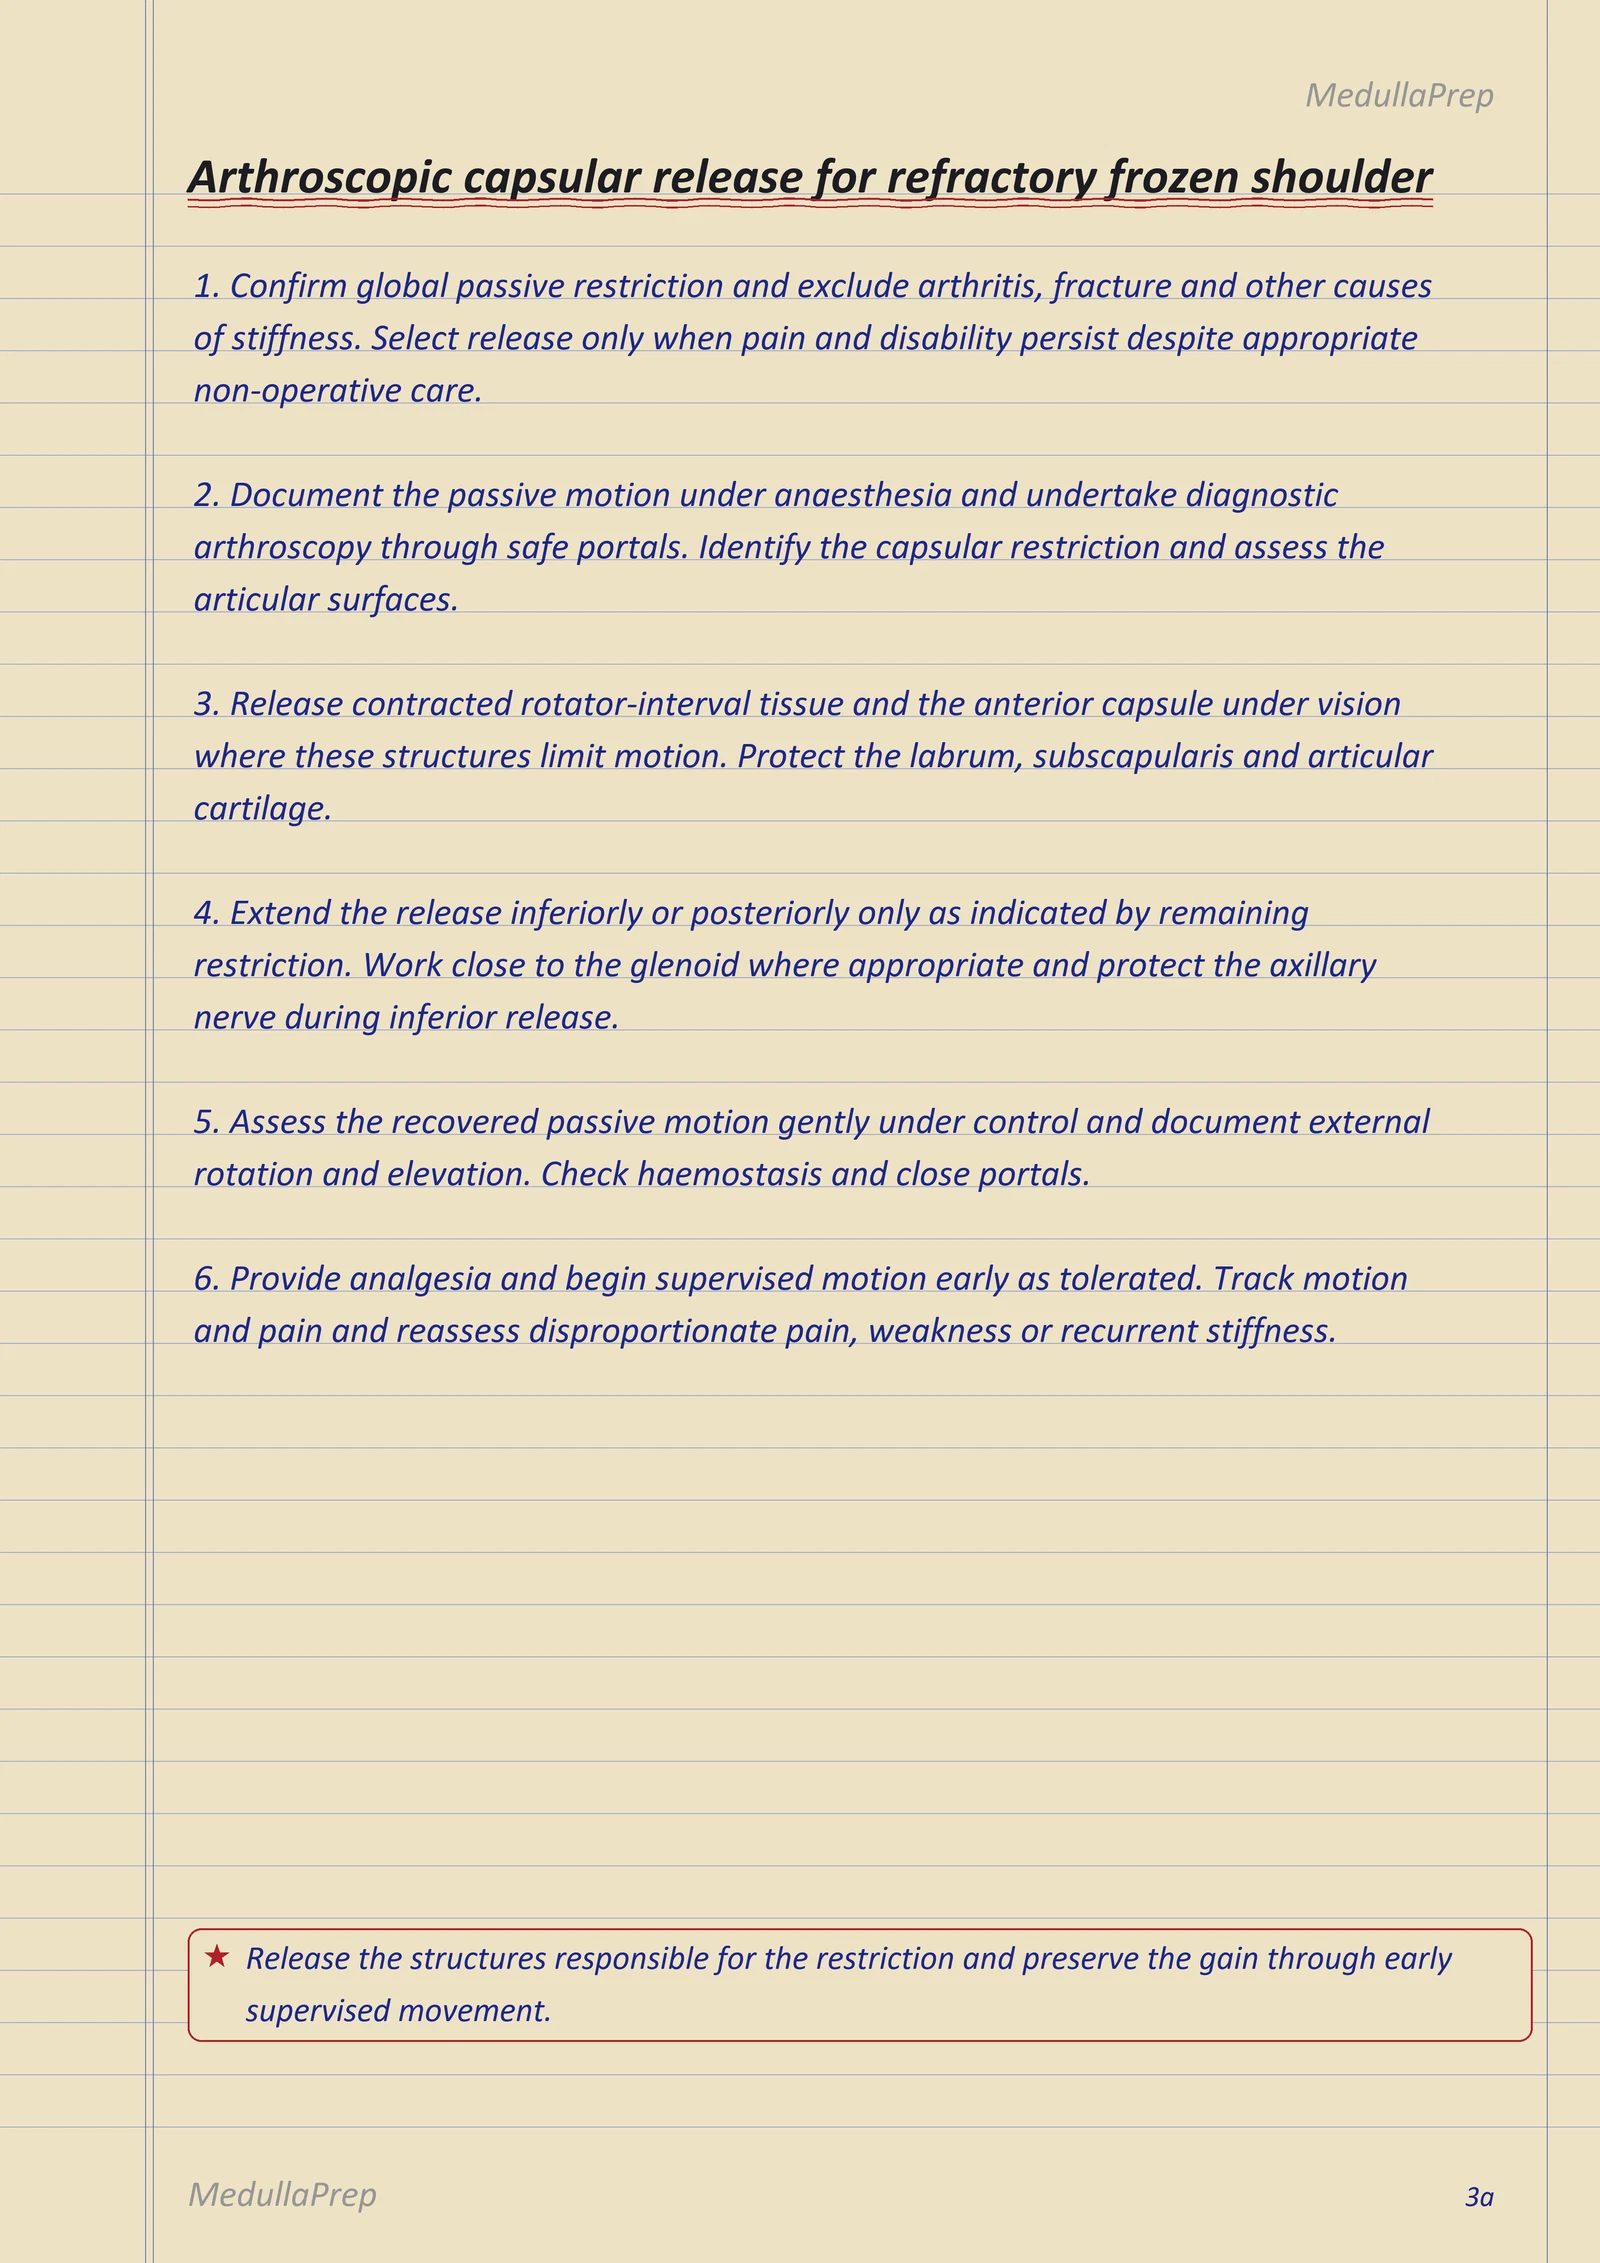 MedullaPrep
Arthroscopic capsular release for refractory frozen shoulder
1. Confirm global passive restriction and exclude arthritis, fracture and other causes
of stiffness. Select release only when pain and disability persist despite appropriate
non-operative care.
2. Document the passive motion under anaesthesia and undertake diagnostic
arthroscopy through safe portals. Identify the capsular restriction and assess the
articular surfaces.
3. Release contracted rotator-interval tissue and the anterior capsule under vision
where these structures limit motion. Protect the labrum, subscapularis and articular
cartilage.
4. Extend the release inferiorly or posteriorly only as indicated by remaining
restriction. Work close to the glenoid where appropriate and protect the axillary
nerve during inferior release.
5. Assess the recovered passive motion gently under control and document external
rotation and elevation. Check haemostasis and close portals.
6. Provide analgesia and begin supervised motion early as tolerated. Track motion
and pain and reassess disproportionate pain, weakness or recurrent stiffness.
★ Release the structures responsible for the restriction and preserve the gain through early
supervised movement.
MedullaPrep
3a